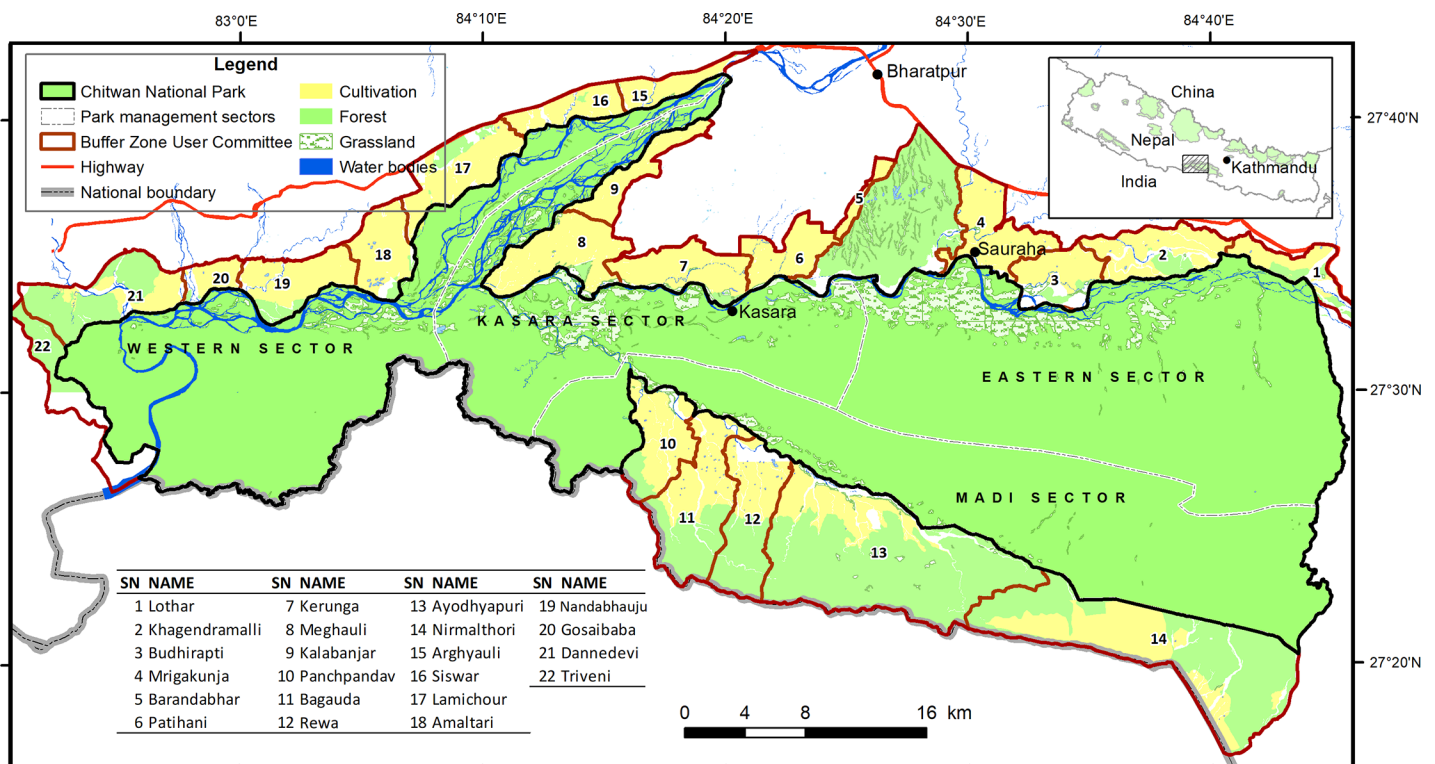 83°0'E 84°10'E 84°20'E 84°30'E 84°40'E
Legend
Chitwan National Park
Cultivation
Park management sectors
Forest
Buffer Zone User Committee
Grassland
Highway
Water bodies
National boundary
Bharatpur
China
Nepal
Kathmandu
India
27°40'N
27°30'N
27°20'N
16
15
17
9
5
4
18
8
7
6
Sauraha
3
2
1
21
20
19
22
Kasara
KASARA SECTOR
WESTERN SECTOR
EASTERN SECTOR
MADI SECTOR
10
11
12
13
14
SN NAME SN NAME SN NAME SN NAME
1 Lothar 7 Kerunga 13 Ayodhyapuri 19 Nandabhauju
2 Khagendramalli 8 Meghauli 14 Nirmalthori 20 Gosaibaba
3 Budhirapti 9 Kalabanjar 15 Arghyauli 21 Dannedevi
4 Mrigakunja 10 Panchpandav 16 Siswar 22 Triveni
5 Barandabhar 11 Bagauda 17 Lamichour
6 Patihani 12 Rewa 18 Amaltari
0 4 8 16 km